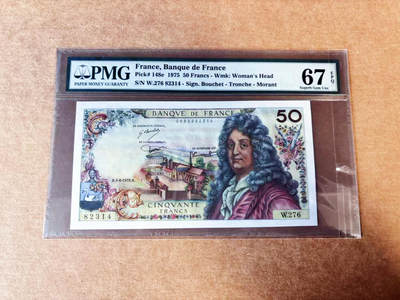 PMG
PAPER MONEY GUARANTY
France, Banque de France
Pick# 148e 1975 50 Francs - Wmk: Woman's Head
S/N W.276 82314 - Sign. Bouchet - Tronche - Morant
67 EPQ
Superb Gem Unc
BANQUE DE FRANCE
50
82314
CINQUANTE
FRANCS
W.276